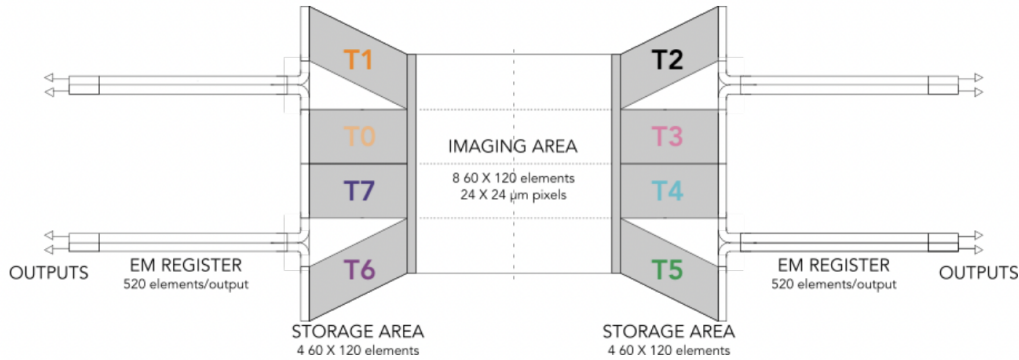 T1
T2
T0
T3
IMAGING AREA
8 60 X 120 elements
24 X 24 µm pixels
T7
T4
T6
T5
OUTPUTS
EM REGISTER
520 elements/output
EM REGISTER
520 elements/output
OUTPUTS
STORAGE AREA
4 60 X 120 elements
STORAGE AREA
4 60 X 120 elements